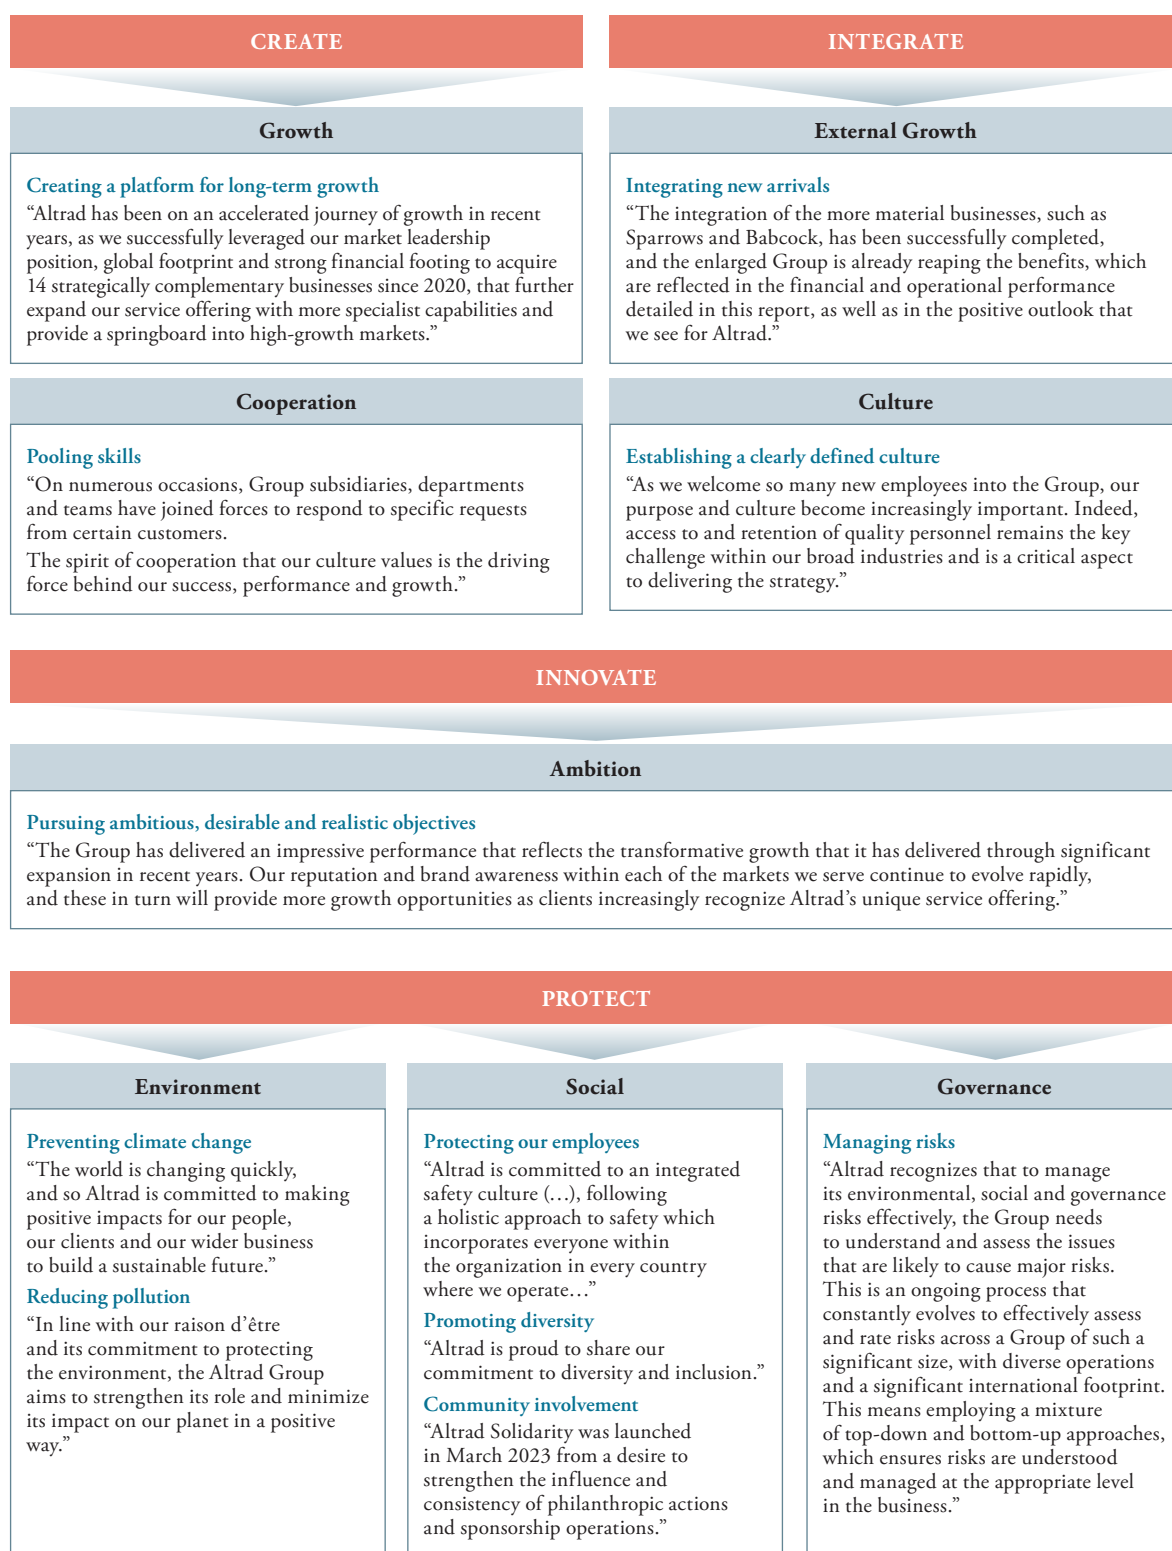 CREATE
Growth
Creating a platform for long-term growth
“Altrad has been on an accelerated journey of growth in recent
years, as we successfully leveraged our market leadership
position, global footprint and strong financial footing to acquire
14 strategically complementary businesses since 2020, that further
expand our service offering with more specialist capabilities and
provide a springboard into high-growth markets.”
Cooperation
Pooling skills
“On numerous occasions, Group subsidiaries, departments
and teams have joined forces to respond to specific requests
from certain customers.
The spirit of cooperation that our culture values is the driving
force behind our success, performance and growth.”
INTEGRATE
External Growth
Integrating new arrivals
“The integration of the more material businesses, such as
Sparrows and Babcock, has been successfully completed,
and the enlarged Group is already reaping the benefits, which
are reflected in the financial and operational performance
detailed in this report, as well as in the positive outlook that
we see for Altrad.”
Culture
Establishing a clearly defined culture
“As we welcome so many new employees into the Group, our
purpose and culture become increasingly important. Indeed,
access to and retention of quality personnel remains the key
challenge within our broad industries and is a critical aspect
to delivering the strategy.”
INNOVATE
Ambition
Pursuing ambitious, desirable and realistic objectives
“The Group has delivered an impressive performance that reflects the transformative growth that it has delivered through significant
expansion in recent years. Our reputation and brand awareness within each of the markets we serve continue to evolve rapidly,
and these in turn will provide more growth opportunities as clients increasingly recognize Altrad’s unique service offering.”
PROTECT
Environment
Preventing climate change
“The world is changing quickly,
and so Altrad is committed to making
positive impacts for our people,
our clients and our wider business
to build a sustainable future.”
Reducing pollution
“In line with our raison d’être
and its commitment to protecting
the environment, the Altrad Group
aims to strengthen its role and minimize
its impact on our planet in a positive
way.”
Social
Protecting our employees
“Altrad is committed to an integrated
safety culture (…), following
a holistic approach to safety which
incorporates everyone within
the organization in every country
where we operate…”
Promoting diversity
“Altrad is proud to share our
commitment to diversity and inclusion.”
Community involvement
“Altrad Solidarity was launched
in March 2023 from a desire to
strengthen the influence and
consistency of philanthropic actions
and sponsorship operations.”
Governance
Managing risks
“Altrad recognizes that to manage
its environmental, social and governance
risks effectively, the Group needs
to understand and assess the issues
that are likely to cause major risks.
This is an ongoing process that
constantly evolves to effectively assess
and rate risks across a Group of such a
significant size, with diverse operations
and a significant international footprint.
This means employing a mixture
of top-down and bottom-up approaches,
which ensures risks are understood
and managed at the appropriate level
in the business.”